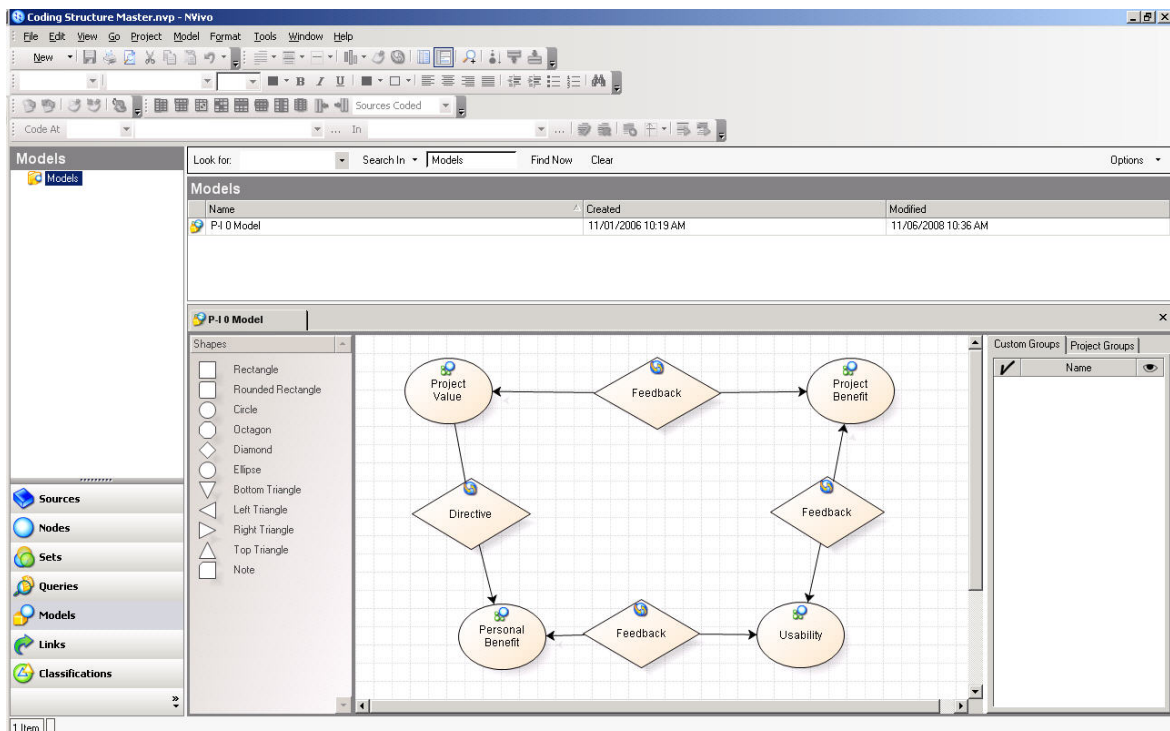 Coding Structure Master.nvp - NVivo
File Edit View Go Project Model Format Tools Window Help
New
B I U
Sources Coded
Code At ... In ...
Models
Models
Look for: Search In Models Find Now Clear Options
Models
Name Created Modified
P-I 0 Model 11/01/2006 10:19 AM 11/06/2008 10:36 AM
P-I 0 Model
Shapes
Rectangle
Rounded Rectangle
Circle
Octagon
Diamond
Ellipse
Bottom Triangle
Left Triangle
Right Triangle
Top Triangle
Note
Project
Value
Feedback
Project
Benefit
Directive
Feedback
Personal
Benefit
Feedback
Usability
Custom Groups Project Groups
Name
Sources
Nodes
Sets
Queries
Models
Links
Classifications
1 Item